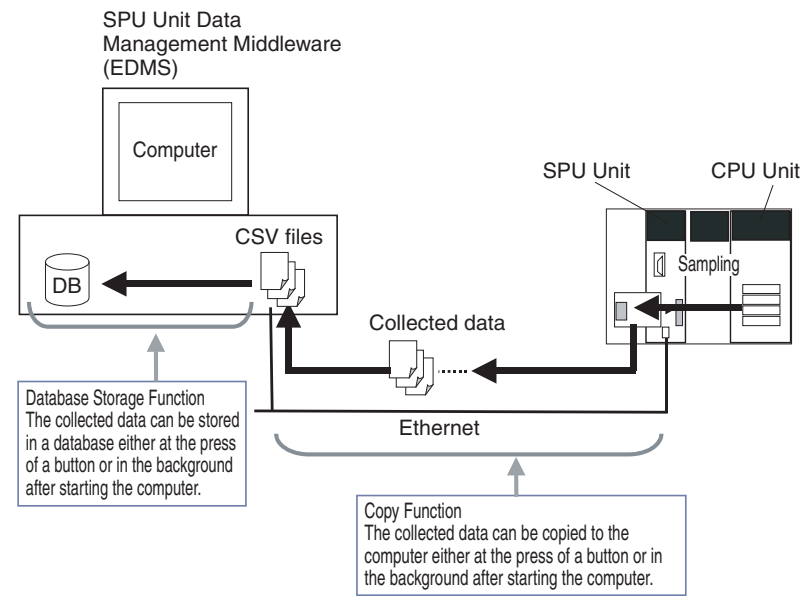 SPU Unit Data
Management Middleware
(EDMS)
Computer
SPU Unit
CPU Unit
CSV files
DB
Sampling
Collected data
Ethernet
Database Storage Function
The collected data can be stored
in a database either at the press
of a button or in the background
after starting the computer.
Copy Function
The collected data can be copied to the
computer either at the press of a button or in
the background after starting the computer.